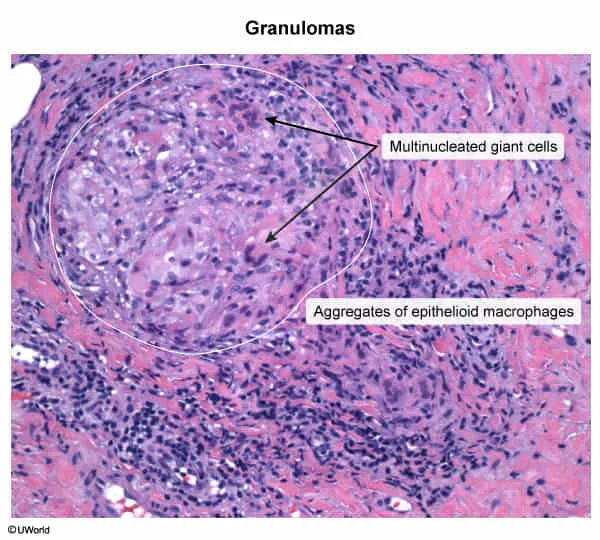 Granulomas
Multinucleated giant cells
Aggregates of epithelioid macrophages
©UWorld